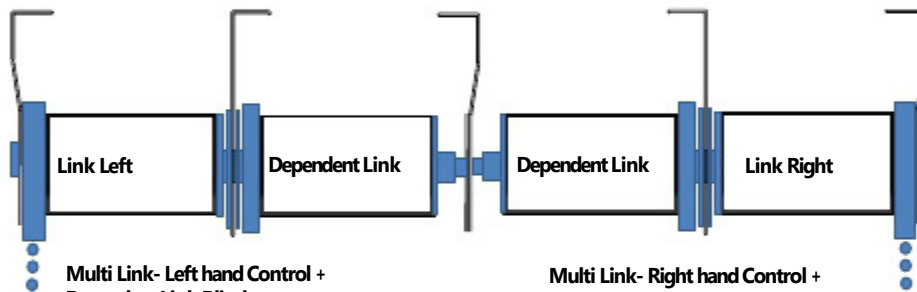 Link Left
Dependent Link
Dependent Link
Link Right
Multi Link- Left hand Control +
Multi Link- Right hand Control +